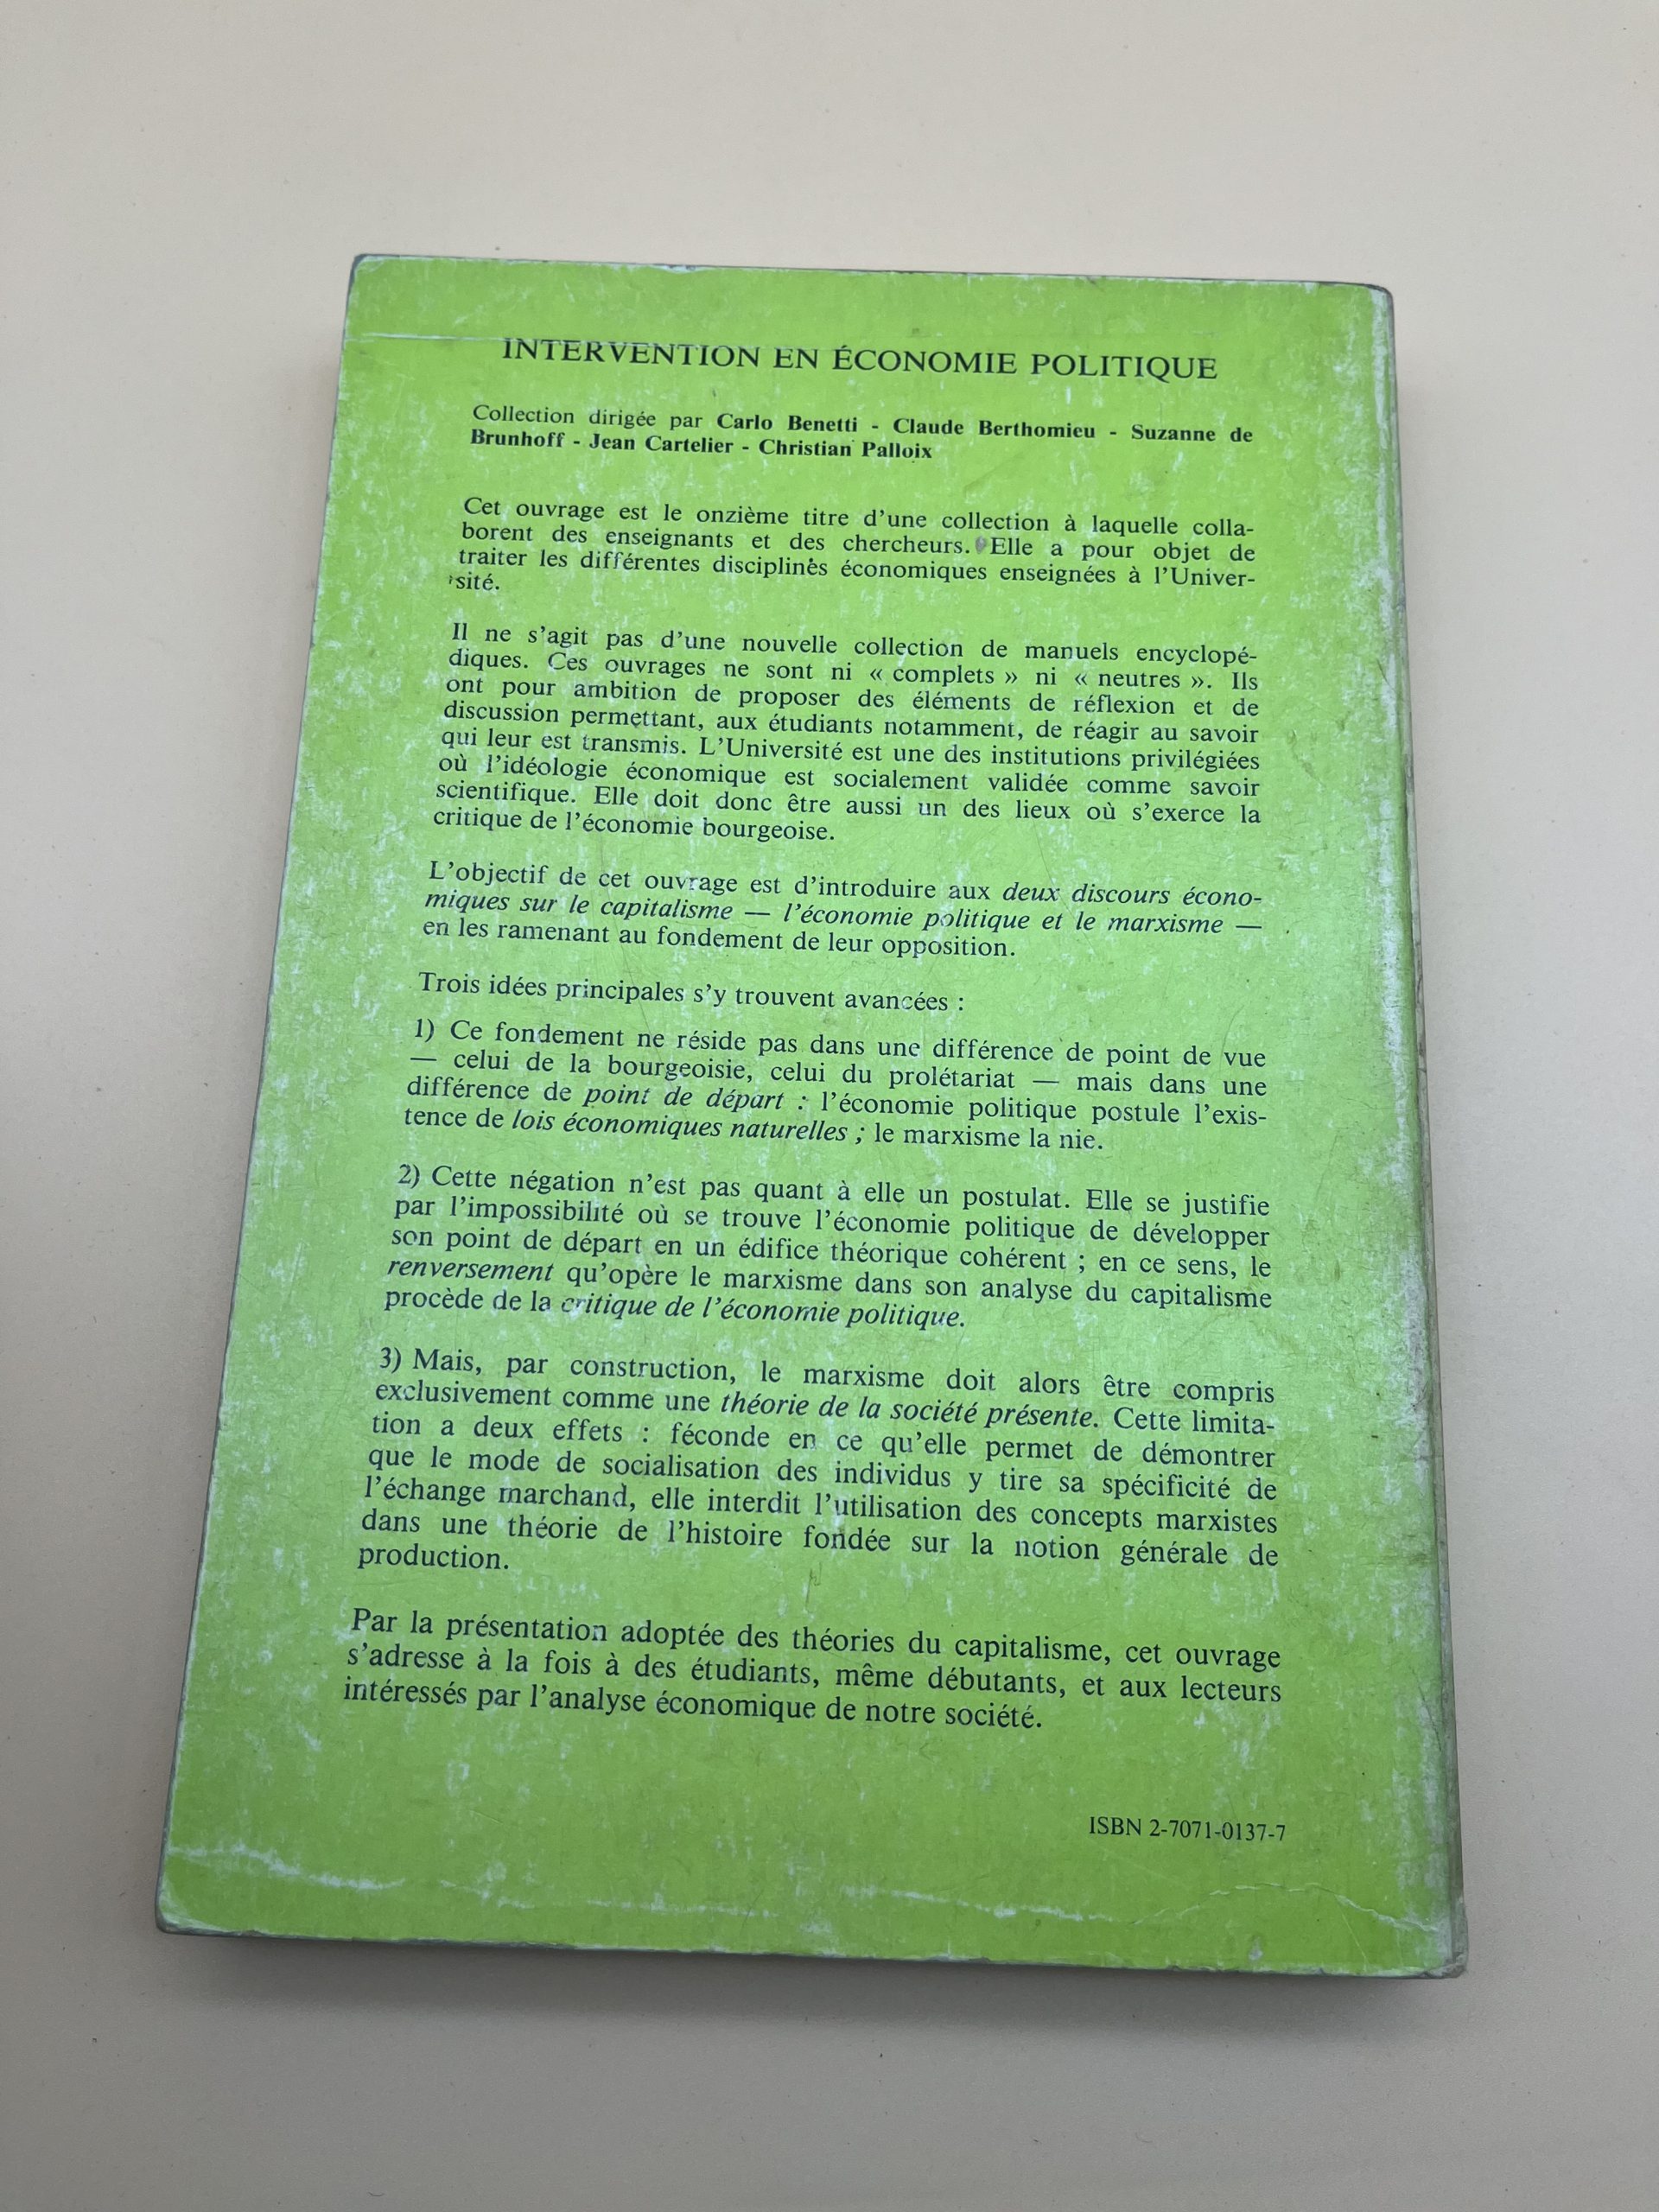 INTERVENTION EN ÉCONOMIE POLITIQUE
Collection dirigée par Carlo Benetti - Claude Berthomieu - Suzanne de
Brunhoff - Jean Cartelier - Christian Palloix
Cet ouvrage est le onzième titre d'une collection à laquelle colla-
borent des enseignants et des chercheurs. Elle a pour objet de
traiter les différentes disciplines économiques enseignées à l'Univer-
sité.
Il ne s'agit pas d'une nouvelle collection de manuels encyclopé-
diques. Ces ouvrages ne sont ni « complets » ni « neutres ». Ils
ont pour ambition de proposer des éléments de réflexion et de
discussion permettant, aux étudiants notamment, de réagir au savoir
qui leur est transmis. L'Université est une des institutions privilégiées
où l'idéologie économique est socialement validée comme savoir
scientifique. Elle doit donc être aussi un des lieux où s'exerce la
critique de l'économie bourgeoise.
L'objectif de cet ouvrage est d'introduire aux deux discours écono-
miques sur le capitalisme — l'économie politique et le marxisme —
en les ramenant au fondement de leur opposition.
Trois idées principales s'y trouvent avancées :
1) Ce fondement ne réside pas dans une différence de point de vue
— celui de la bourgeoisie, celui du prolétariat — mais dans une
différence de point de départ : l'économie politique postule l'exis-
tence de lois économiques naturelles ; le marxisme la nie.
2) Cette négation n'est pas quant à elle un postulat. Elle se justifie
par l'impossibilité où se trouve l'économie politique de développer
son point de départ en un édifice théorique cohérent ; en ce sens, le
renversement qu'opère le marxisme dans son analyse du capitalisme
procède de la critique de l'économie politique.
3) Mais, par construction, le marxisme doit alors être compris
exclusivement comme une théorie de la société présente. Cette limita-
tion a deux effets : féconde en ce qu'elle permet de démontrer
que le mode de socialisation des individus y tire sa spécificité de
l'échange marchand, elle interdit l'utilisation des concepts marxistes
dans une théorie de l'histoire fondée sur la notion générale de
production.
Par la présentation adoptée des théories du capitalisme, cet ouvrage
s'adresse à la fois à des étudiants, même débutants, et aux lecteurs
intéressés par l'analyse économique de notre société.
ISBN 2-7071-0137-7